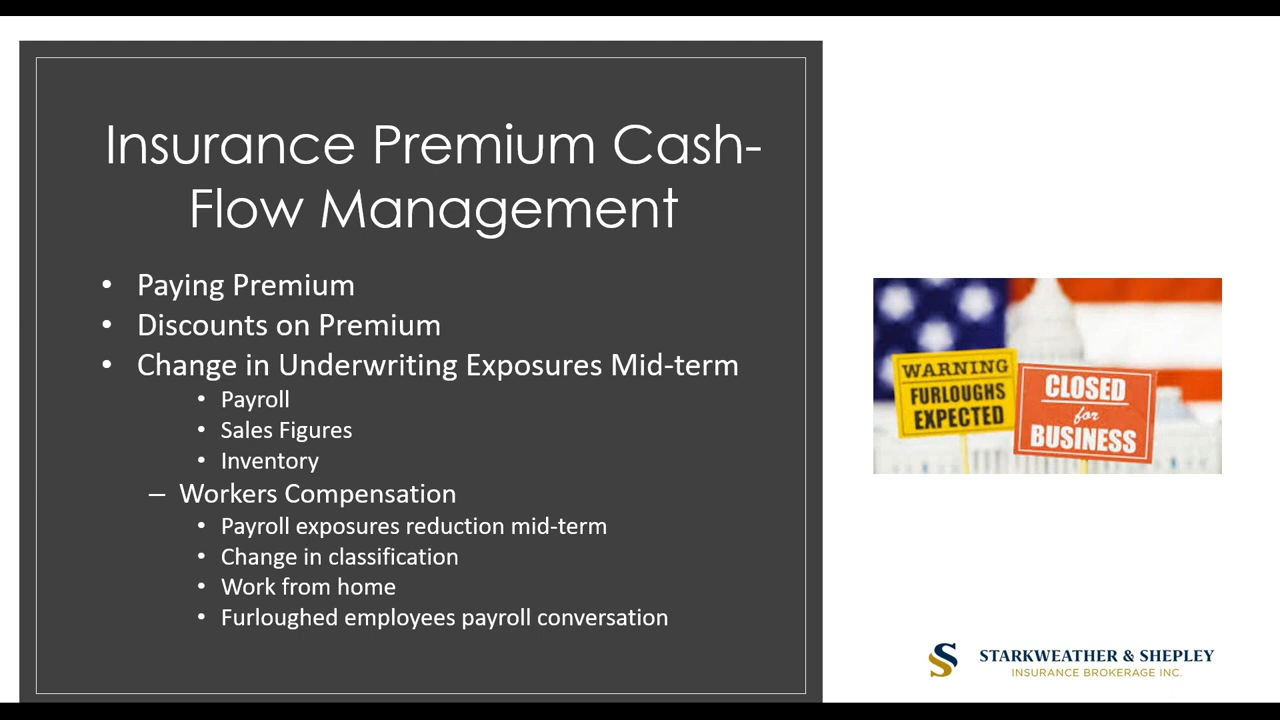 Insurance Premium Cash-
Flow Management
• Paying Premium
• Discounts on Premium
• Change in Underwriting Exposures Mid-term
• Payroll
• Sales Figures
• Inventory
– Workers Compensation
• Payroll exposures reduction mid-term
• Change in classification
• Work from home
• Furloughed employees payroll conversation
WARNING
FURLOUGHS
EXPECTED
CLOSED
for
BUSINESS
STARKWEATHER & SHEPLEY
INSURANCE BROKERAGE INC.